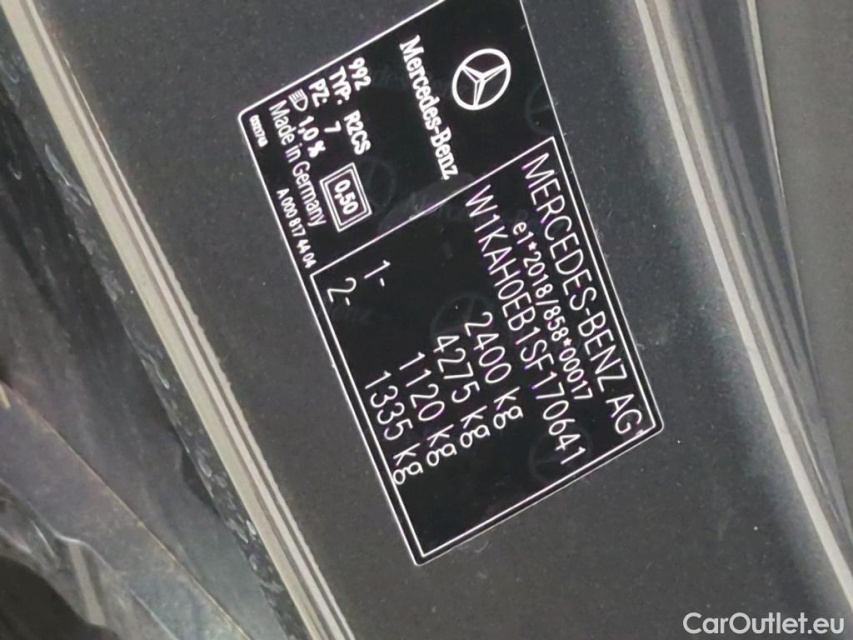 MERCEDES-BENZ AG
e1*2018/858*00017
W1KAH0EB1SF170641
2400 kg
4275 kg
1- 1120 kg
2- 1335 kg
Mercedes-Benz
992
TYP: R2CS
PZ: 7
1,0 %
0,50
Made in Germany
A 000 817 44 04
CarOutlet.eu